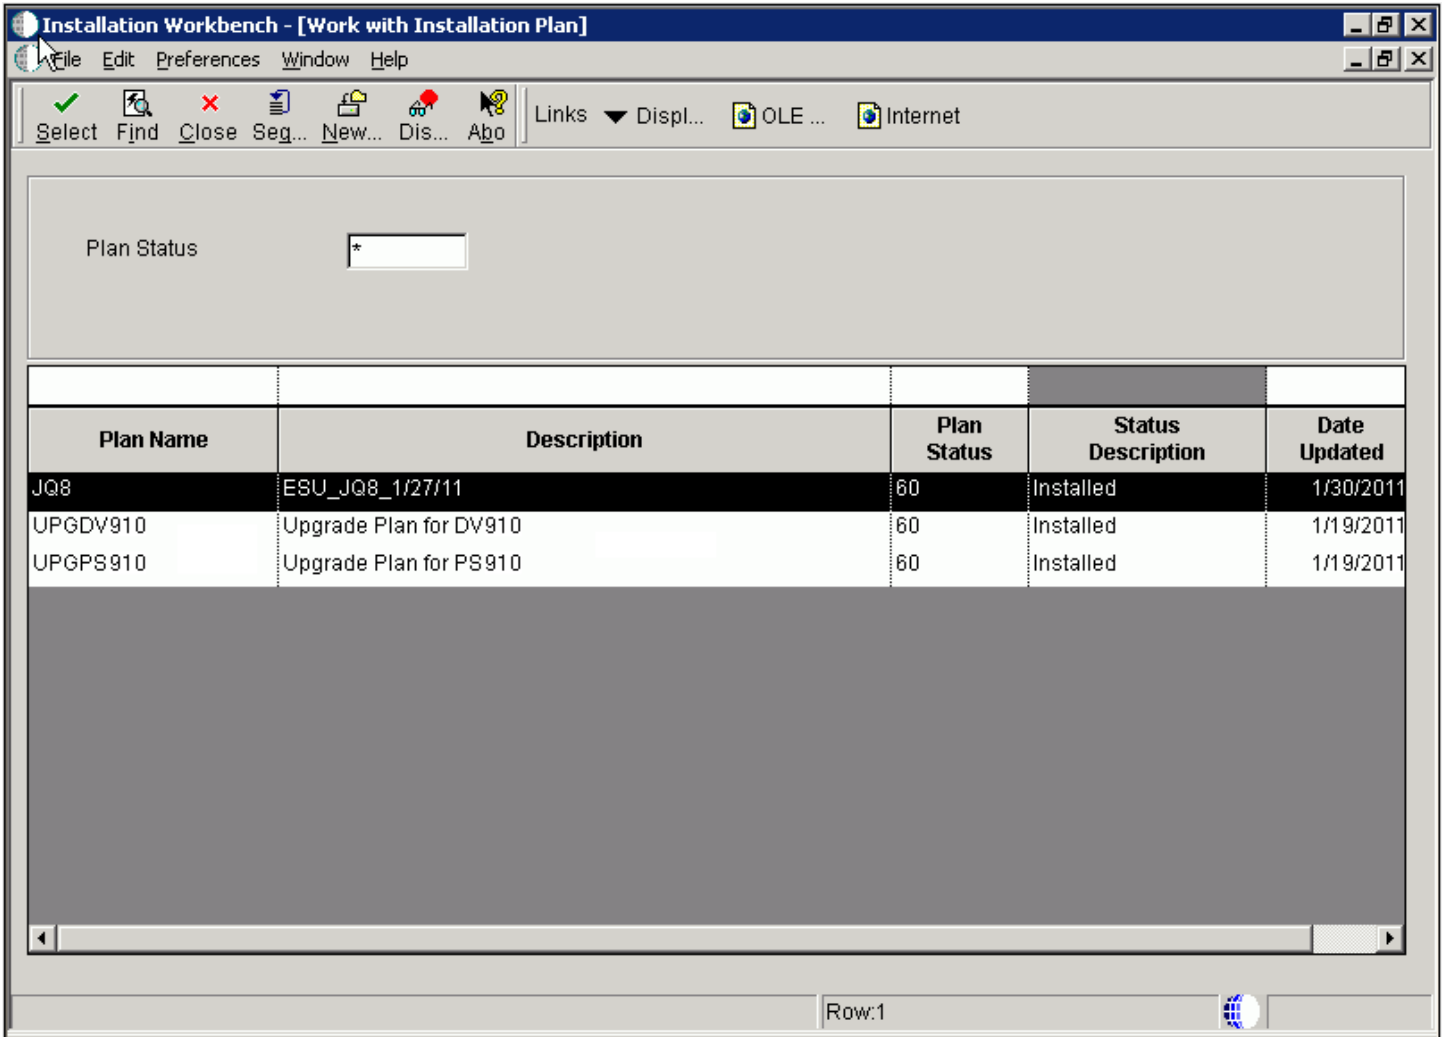 Installation Workbench - [Work with Installation Plan]
File Edit Preferences Window Help
Select Find Close Seq... New... Dis... Abo Links Displ... OLE ... Internet
Plan Status *
Plan Name Description Plan Status Status Description Date Updated
JQ8 ESU_JQ8_1/27/11 60 Installed 1/30/2011
UPGDV910 Upgrade Plan for DV910 60 Installed 1/19/2011
UPGPS910 Upgrade Plan for PS910 60 Installed 1/19/2011
Row:1